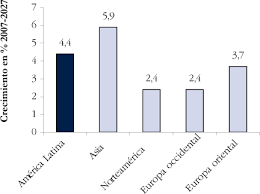 Crecimiento en % 2007-2027
7
6
5
4
3
2
1
0
4,4
5,9
2,4
2,4
3,7
América Latina
Asia
Norteamérica
Europa occidental
Europa oriental